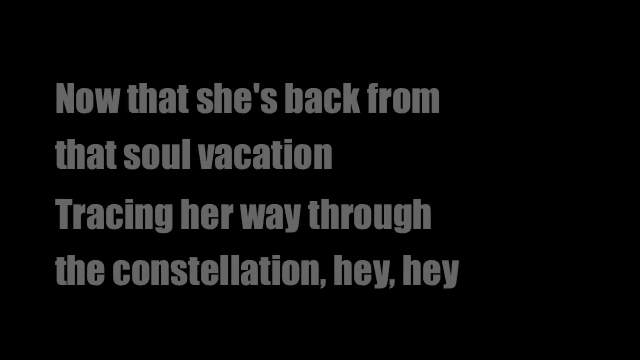 Now that she's back from
that soul vacation
Tracing her way through
the constellation, hey, hey